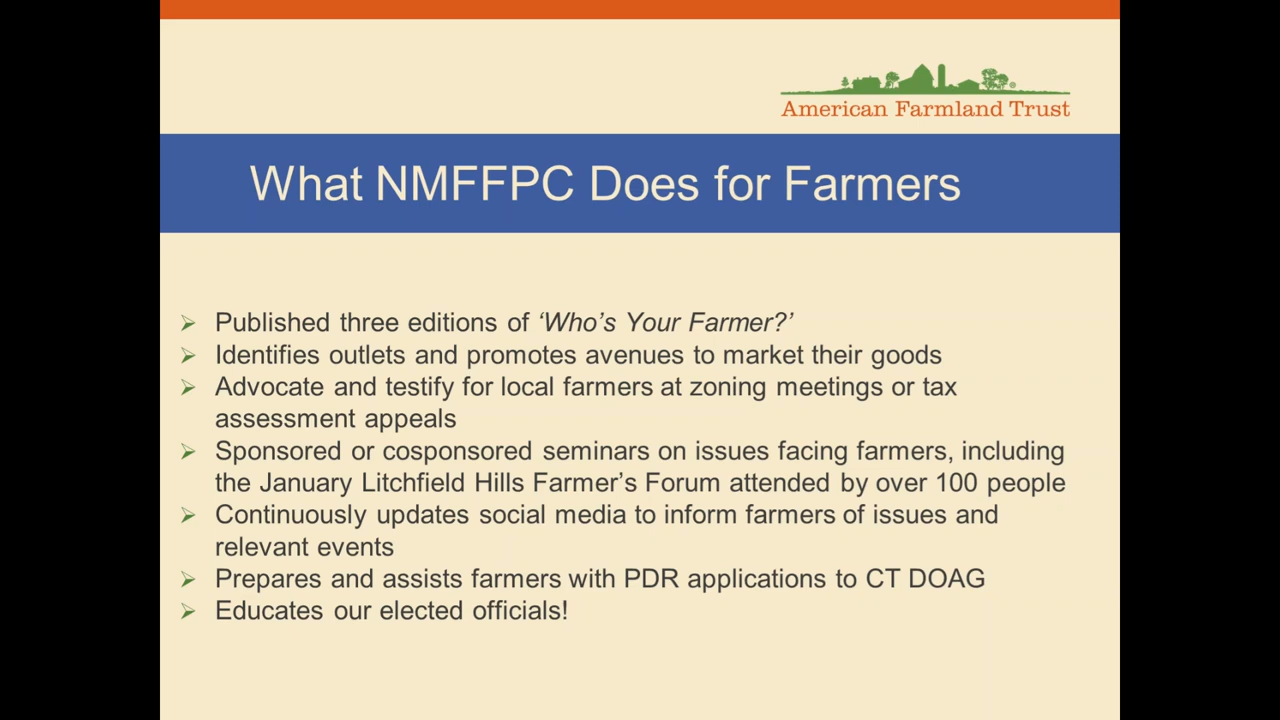 American Farmland Trust
What NMFFPC Does for Farmers
➢ Published three editions of ‘Who’s Your Farmer?’
➢ Identifies outlets and promotes avenues to market their goods
➢ Advocate and testify for local farmers at zoning meetings or tax
assessment appeals
➢ Sponsored or cosponsored seminars on issues facing farmers, including
the January Litchfield Hills Farmer’s Forum attended by over 100 people
➢ Continuously updates social media to inform farmers of issues and
relevant events
➢ Prepares and assists farmers with PDR applications to CT DOAG
➢ Educates our elected officials!